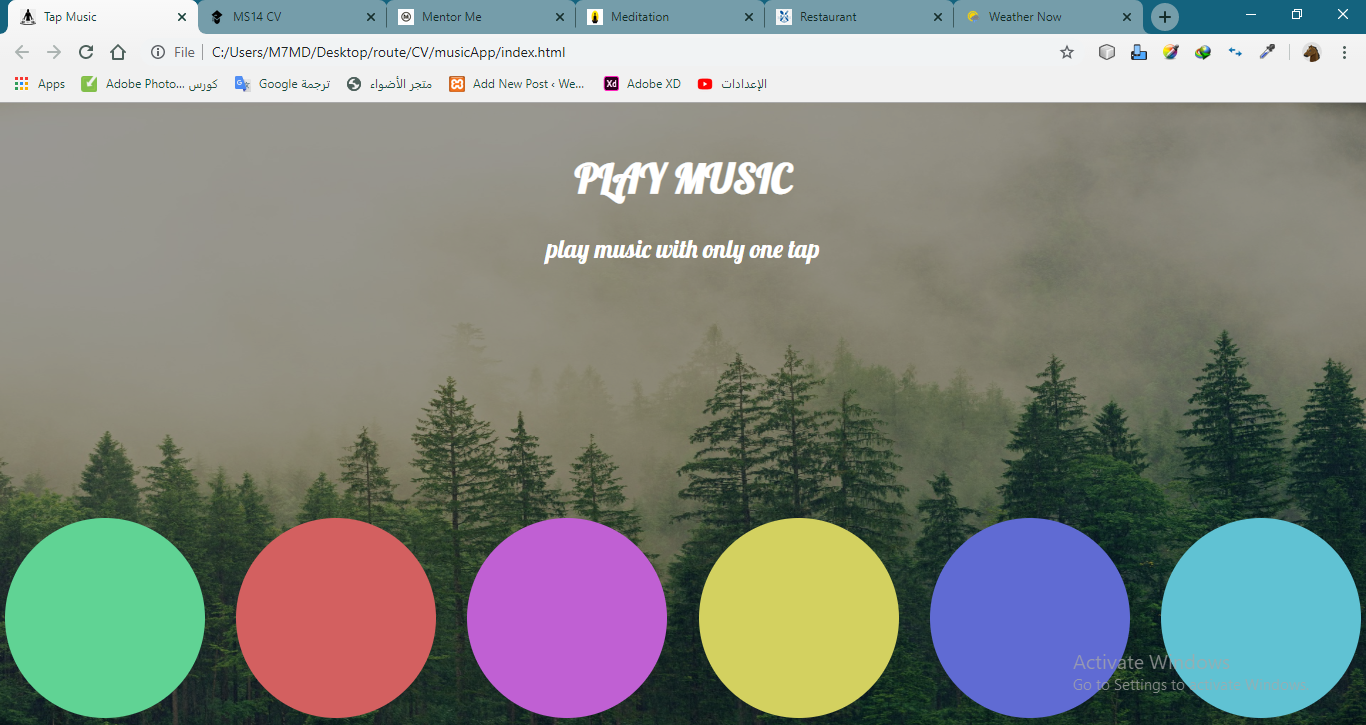 Tap Music
MS14 CV
Mentor Me
Meditation
Restaurant
Weather Now
File
C:/Users/M7MD/Desktop/route/CV/musicApp/index.html
Apps
كورس Adobe Photo...
ترجمة Google
متجر الأضواء
Add New Post ‹ We...
Xd
Adobe XD
الإعدادات
PLAY MUSIC
play music with only one tap
Activate Windows
Go to Settings to activate Windows.